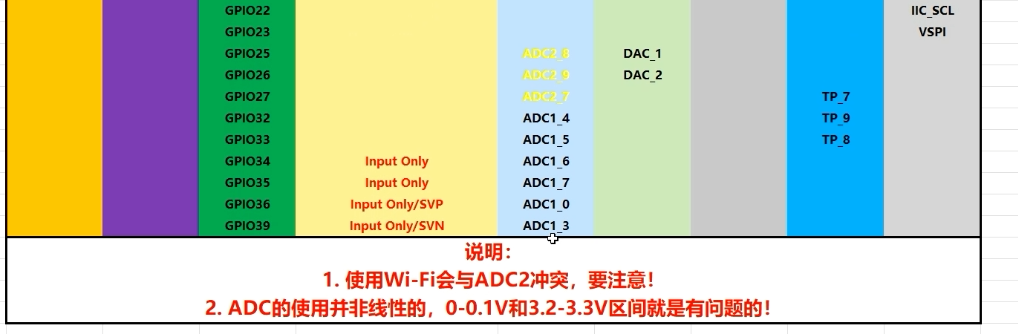 GPIO22 IIC_SCL
GPIO23 VSPI
GPIO25 ADC2_8 DAC_1
GPIO26 ADC2_9 DAC_2
GPIO27 ADC2_7 TP_7
GPIO32 ADC1_4 TP_9
GPIO33 ADC1_5 TP_8
GPIO34 Input Only ADC1_6
GPIO35 Input Only ADC1_7
GPIO36 Input Only/SVP ADC1_0
GPIO39 Input Only/SVN ADC1_3
说明：
1. 使用Wi-Fi会与ADC2冲突，要注意！
2. ADC的使用并非线性的，0-0.1V和3.2-3.3V区间就是有问题的！